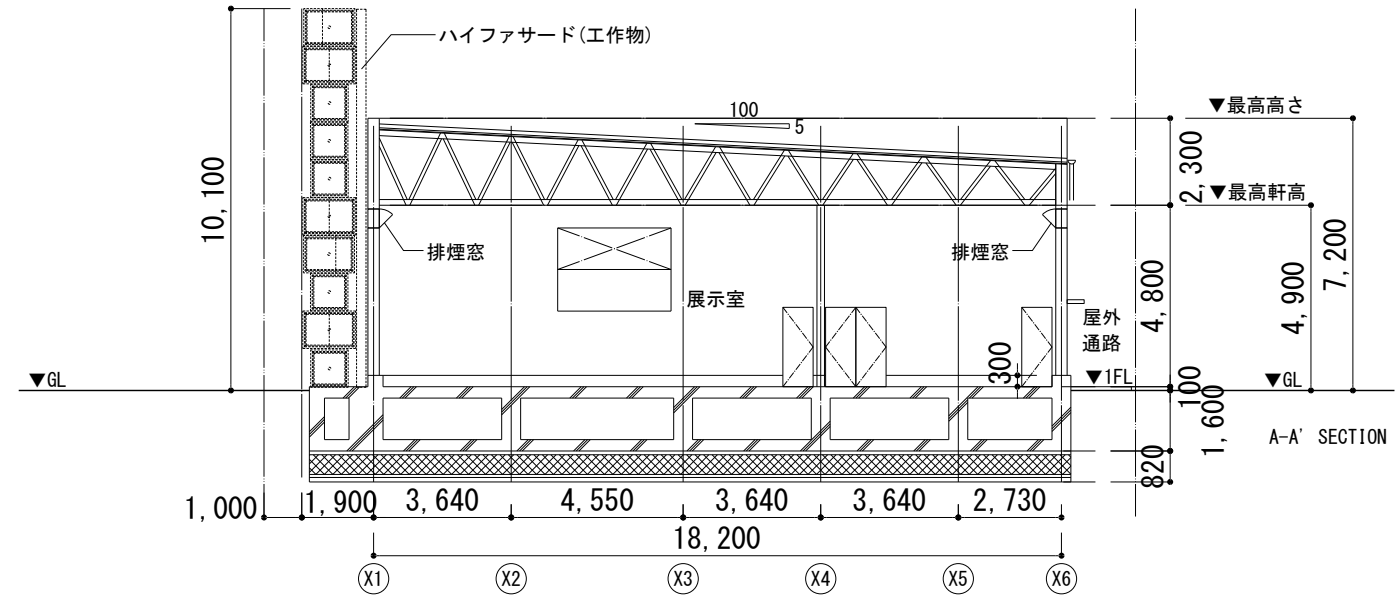 ハイファサード(工作物)
100
5
▼最高高さ
2,300
▼最高軒高
10,100
7,200
排煙窓
排煙窓
展示室
4,800
4,900
屋外
通路
300
▼GL
▼1FL
100
▼GL
1,600
A-A' SECTION
820
1,000
1,900
3,640
4,550
3,640
3,640
2,730
18,200
X1
X2
X3
X4
X5
X6